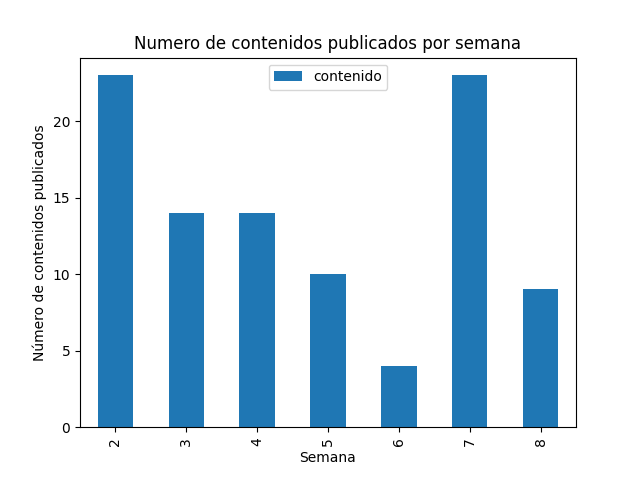 Numero de contenidos publicados por semana
contenido
Número de contenidos publicados
20
15
10
5
0
2 3 4 5 6 7 8
Semana